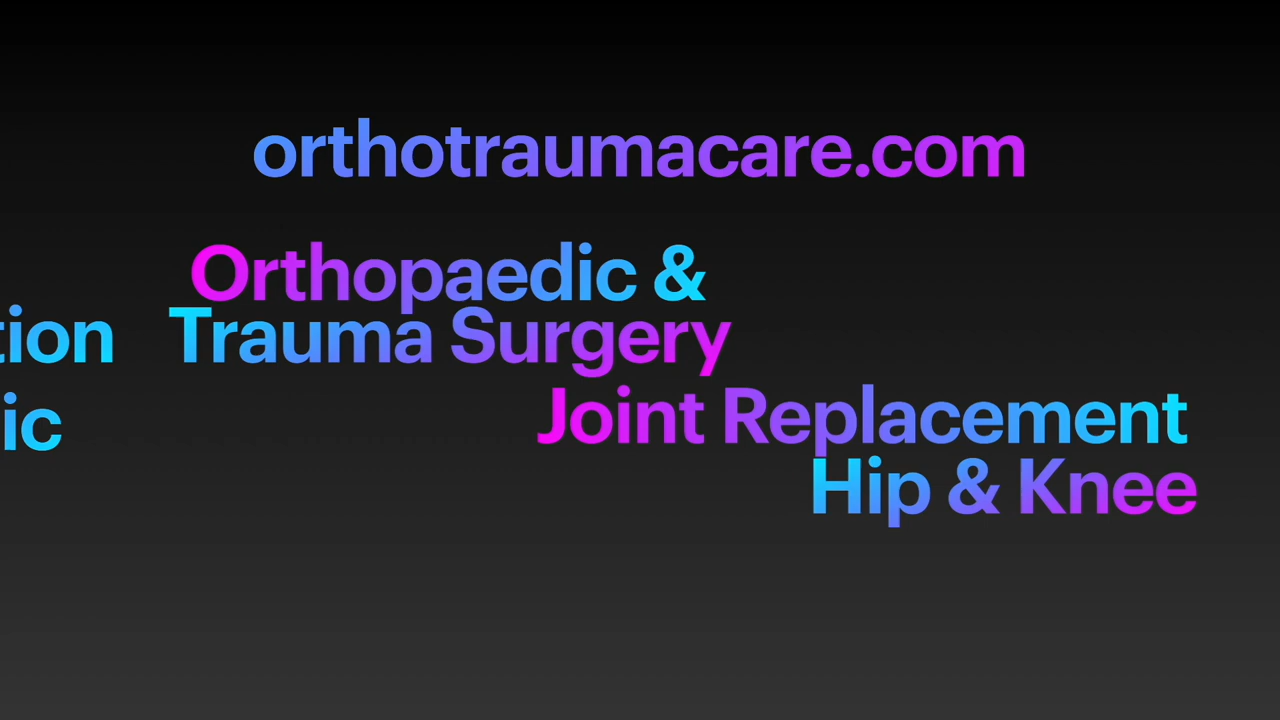 orthotraumacare.com
Orthopaedic &
tion Trauma Surgery
Joint Replacement
ic
Hip & Knee